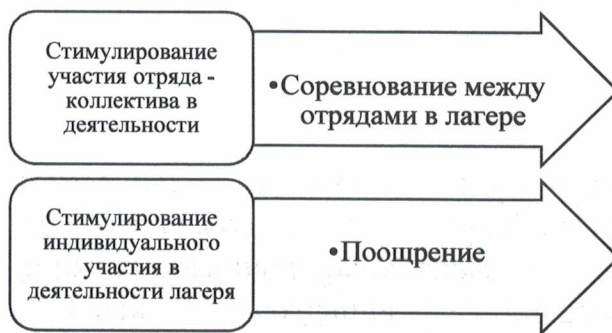 Стимулирование
участия отряда -
коллектива в
деятельности
•Соревнование между
отрядами в лагере
Стимулирование
индивидуального
участия в
деятельности лагеря
•Поощрение